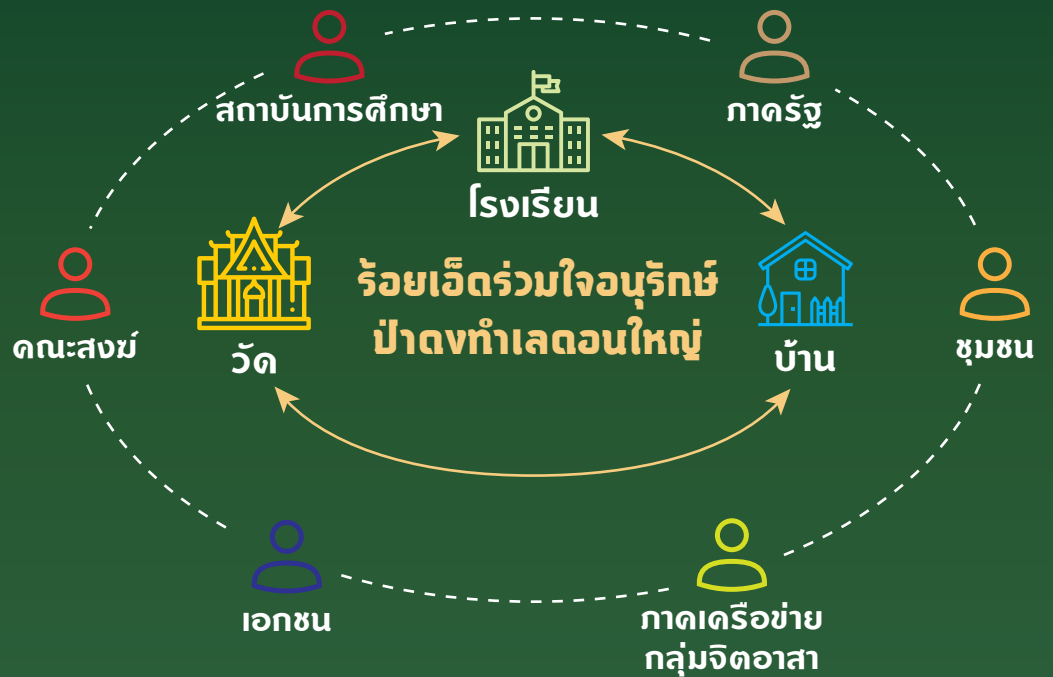 สถาบันการศึกษา
ภาครัฐ
โรงเรียน
ร้อยเอ็ดร่วมใจอนุรักษ์
ป่าดงทำเลดอนใหญ่
คณะสงฆ์
วัด
บ้าน
ชุมชน
เอกชน
ภาคเครือข่าย
กลุ่มจิตอาสา